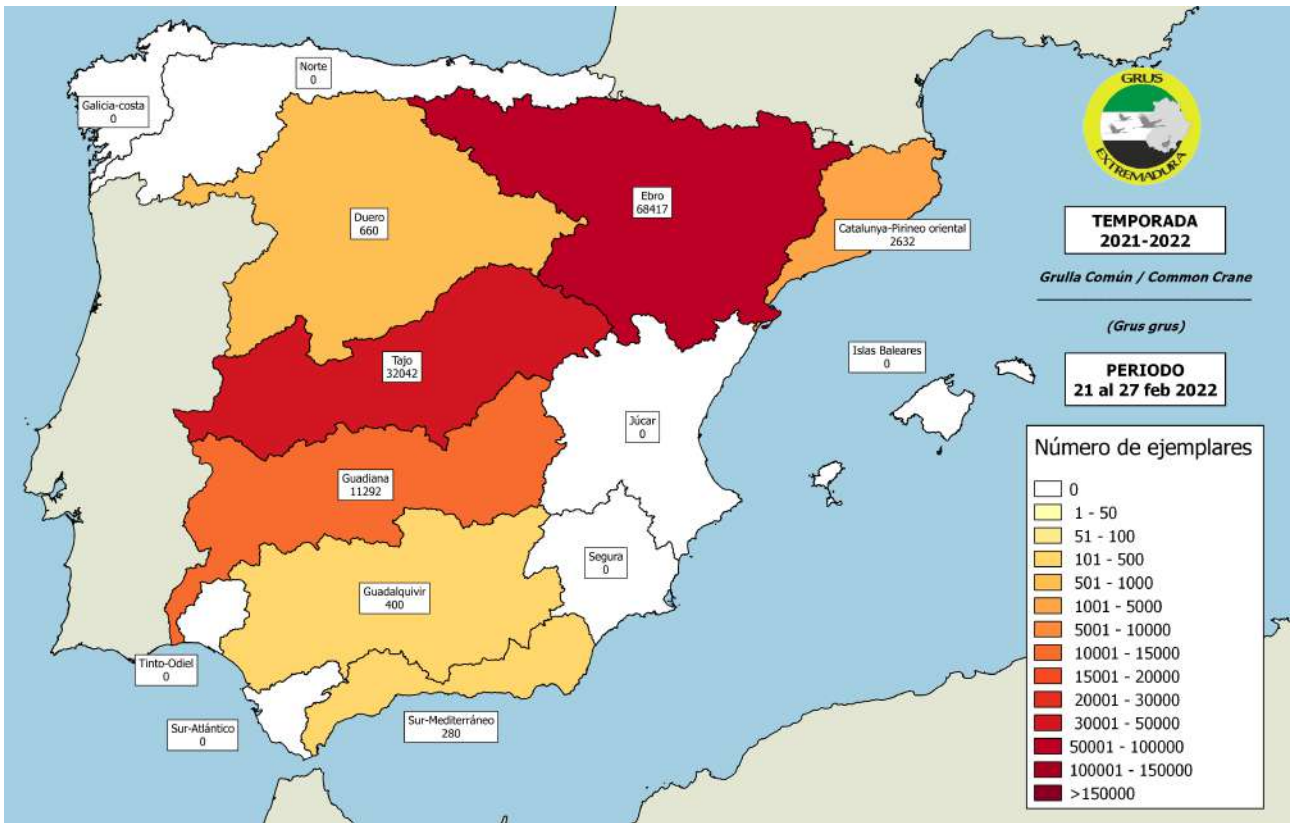 Norte
0
Galicia-costa
0
Duero
660
Ebro
68417
Catalunya-Pirineo oriental
2632
Tajo
32042
Islas Baleares
0
Júcar
0
Guadiana
11292
Segura
0
Guadalquivir
400
Tinto-Odiel
0
Sur-Atlántico
0
Sur-Mediterráneo
280
GRUS
EXTREMADURA
TEMPORADA
2021-2022
Grulla Común / Common Crane
(Grus grus)
PERIODO
21 al 27 feb 2022
Número de ejemplares
0
1 - 50
51 - 100
101 - 500
501 - 1000
1001 - 5000
5001 - 10000
10001 - 15000
15001 - 20000
20001 - 30000
30001 - 50000
50001 - 100000
100001 - 150000
>150000